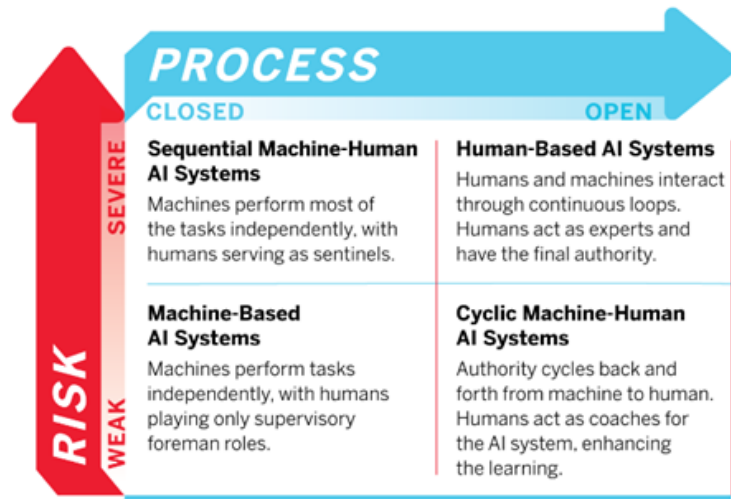 PROCESS
CLOSED
OPEN
RISK
SEVERE
WEAK
Sequential Machine-Human
AI Systems
Machines perform most of
the tasks independently, with
humans serving as sentinels.
Human-Based AI Systems
Humans and machines interact
through continuous loops.
Humans act as experts and
have the final authority.
Machine-Based
AI Systems
Machines perform tasks
independently, with humans
playing only supervisory
foreman roles.
Cyclic Machine-Human
AI Systems
Authority cycles back and
forth from machine to human.
Humans act as coaches for
the AI system, enhancing
the learning.